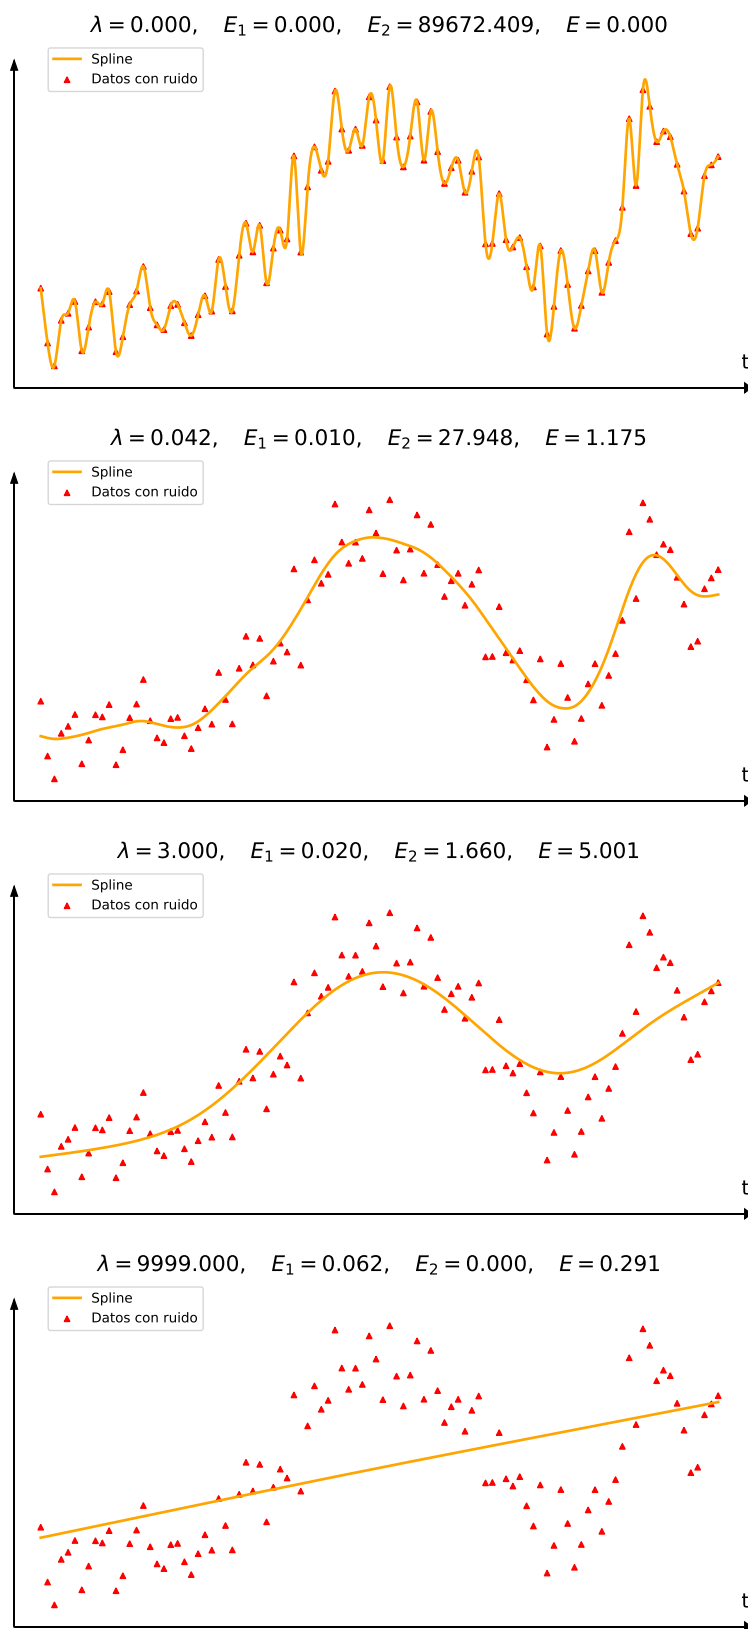 λ = 0.000, E₁ = 0.000, E₂ = 89672.409, E = 0.000
Spline
Datos con ruido
t
λ = 0.042, E₁ = 0.010, E₂ = 27.948, E = 1.175
Spline
Datos con ruido
t
λ = 3.000, E₁ = 0.020, E₂ = 1.660, E = 5.001
Spline
Datos con ruido
t
λ = 9999.000, E₁ = 0.062, E₂ = 0.000, E = 0.291
Spline
Datos con ruido
t